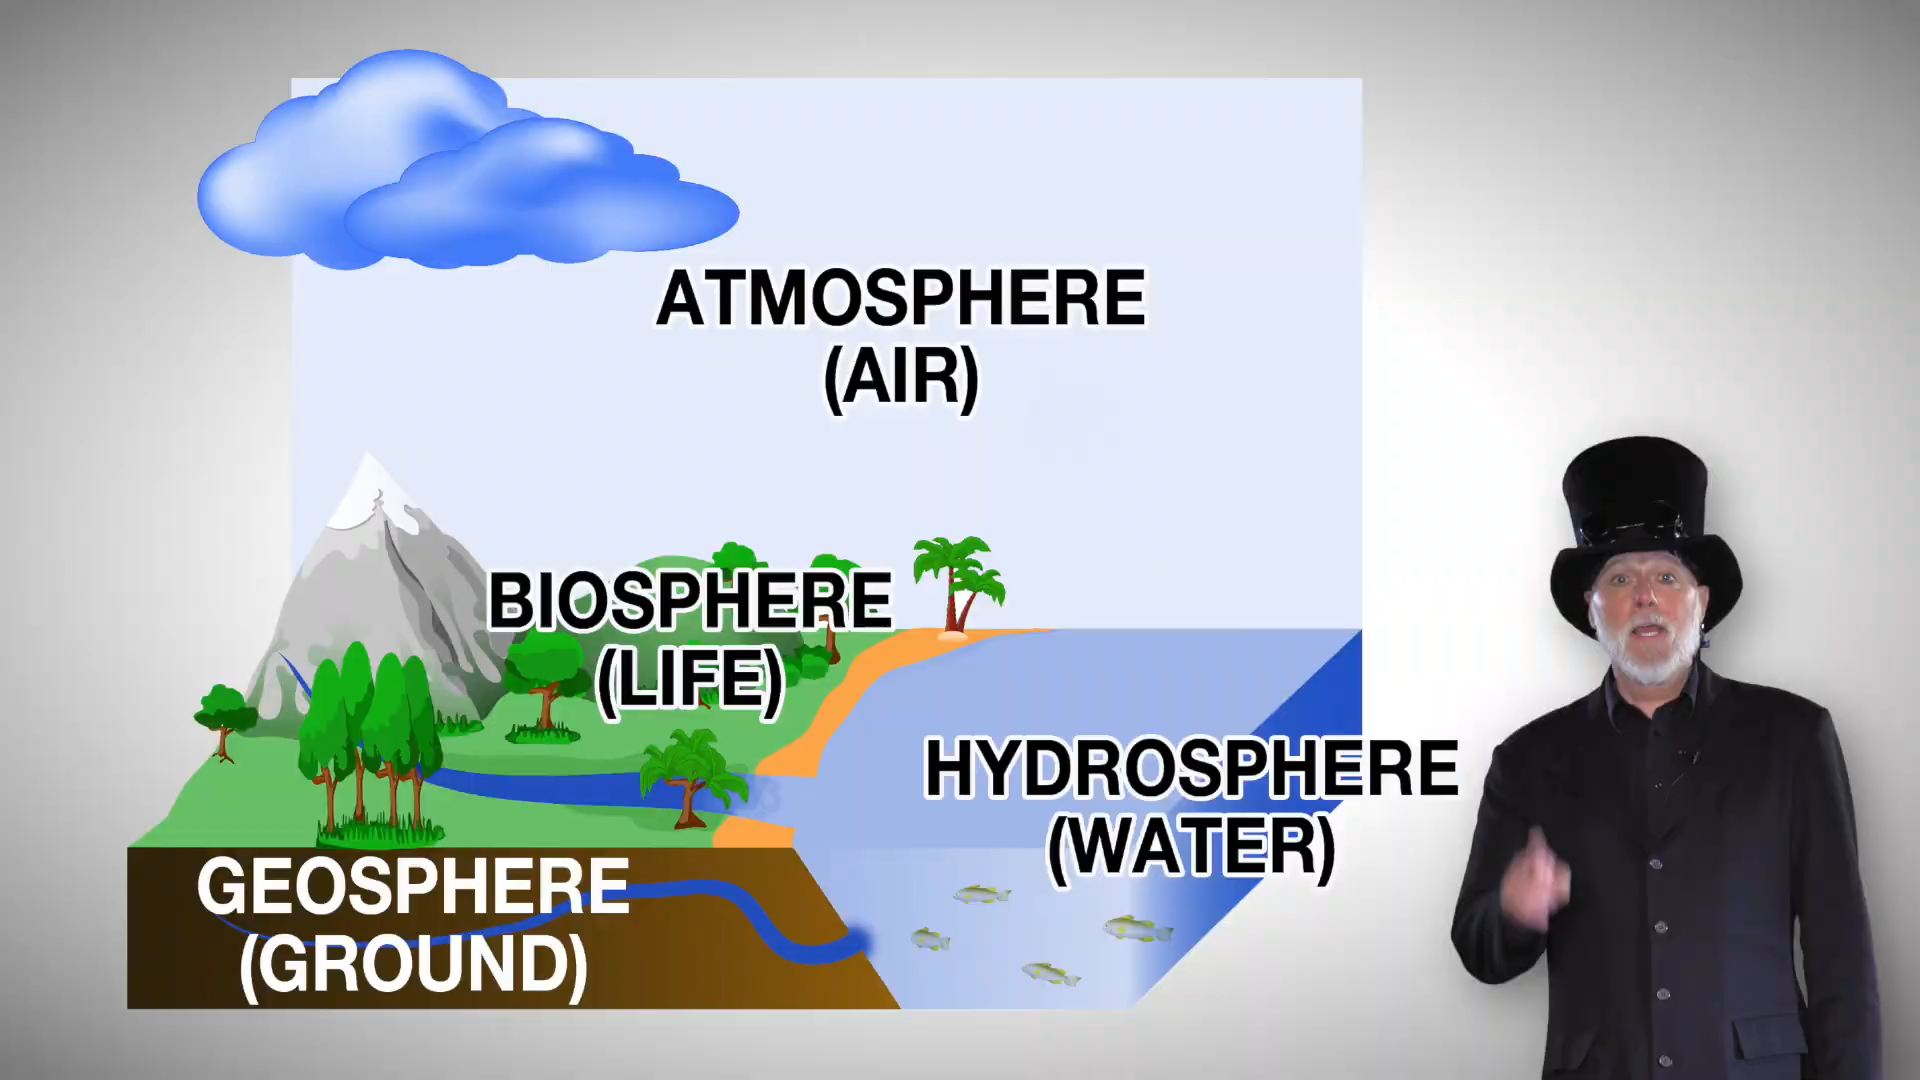 ATMOSPHERE
(AIR)
BIOSPHERE
(LIFE)
HYDROSPHERE
(WATER)
GEOSPHERE
(GROUND)